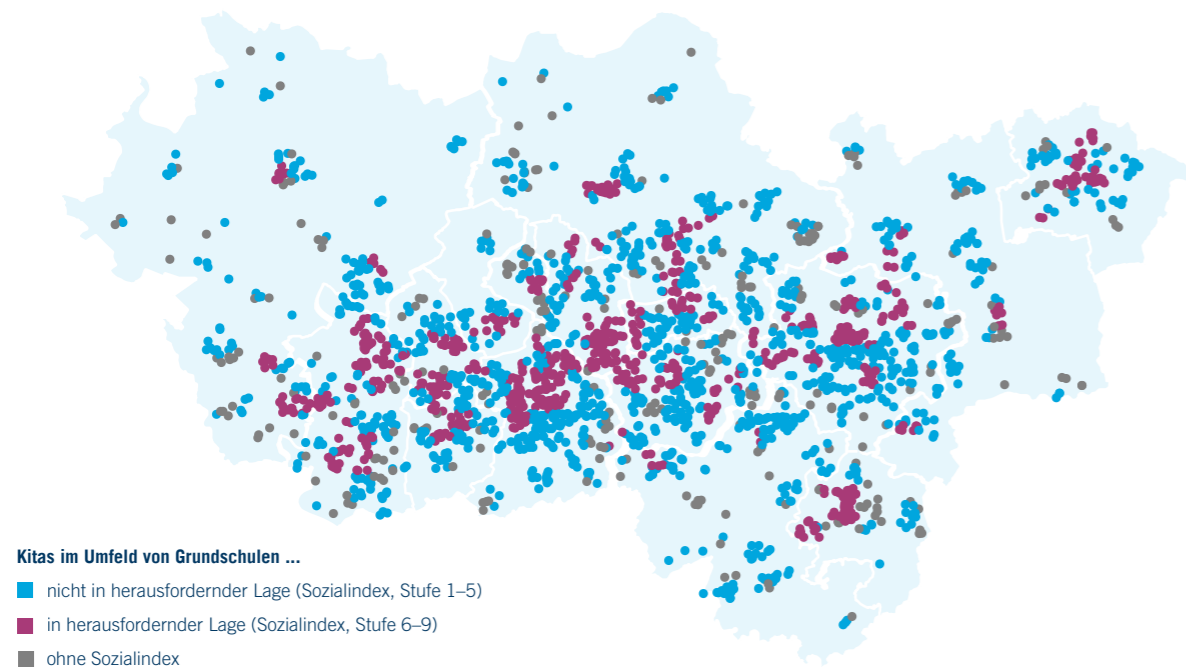 Kitas im Umfeld von Grundschulen ...
nicht in herausfordernder Lage (Sozialindex, Stufe 1–5)
in herausfordernder Lage (Sozialindex, Stufe 6–9)
ohne Sozialindex